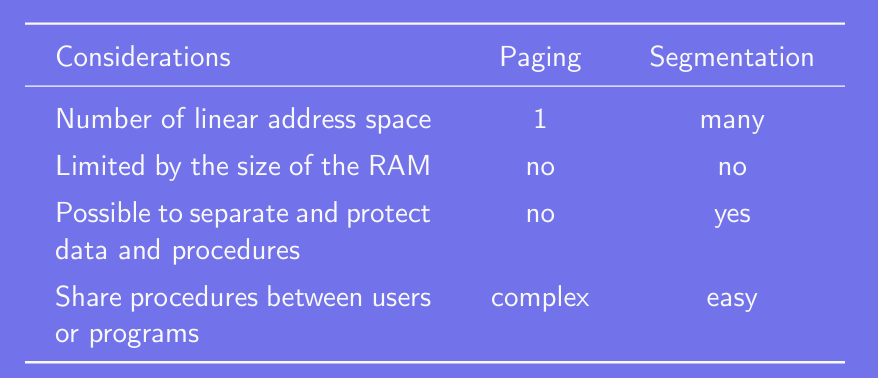 Considerations Paging Segmentation
Number of linear address space 1 many
Limited by the size of the RAM no no
Possible to separate and protect no yes
data and procedures
Share procedures between users complex easy
or programs